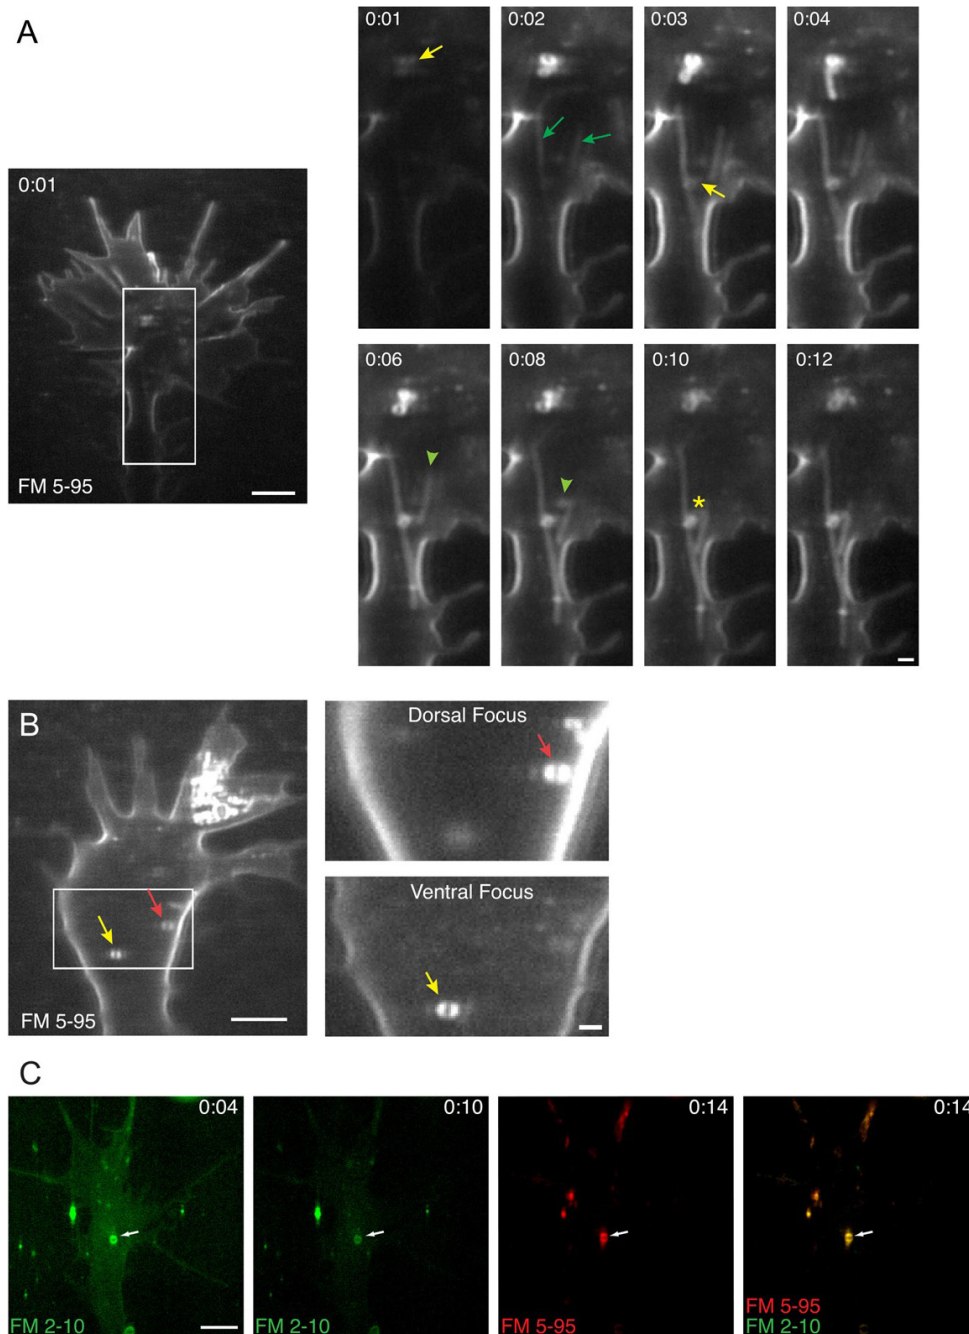 A
0:01
FM 5-95
0:01
0:02
0:03
0:04
0:06
0:08
0:10
*
0:12
B
FM 5-95
Dorsal Focus
Ventral Focus
C
0:04
FM 2-10
0:10
FM 2-10
0:14
FM 5-95
0:14
FM 5-95
FM 2-10